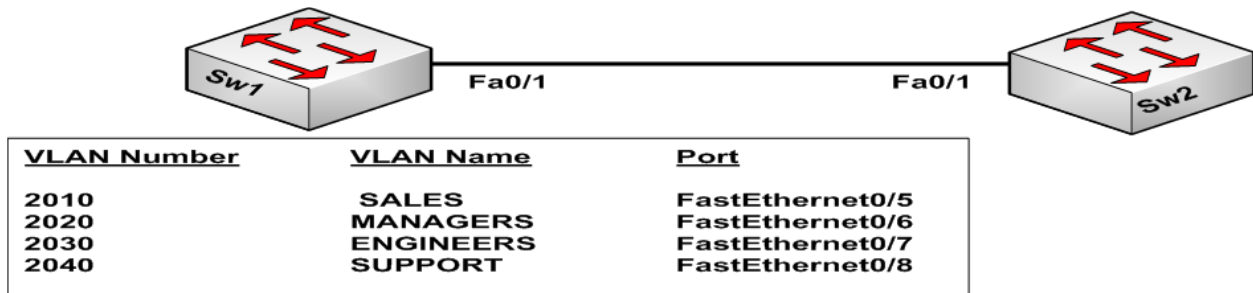 Sw1
Fa0/1
Fa0/1
Sw2
VLAN Number VLAN Name Port
2010 SALES FastEthernet0/5
2020 MANAGERS FastEthernet0/6
2030 ENGINEERS FastEthernet0/7
2040 SUPPORT FastEthernet0/8